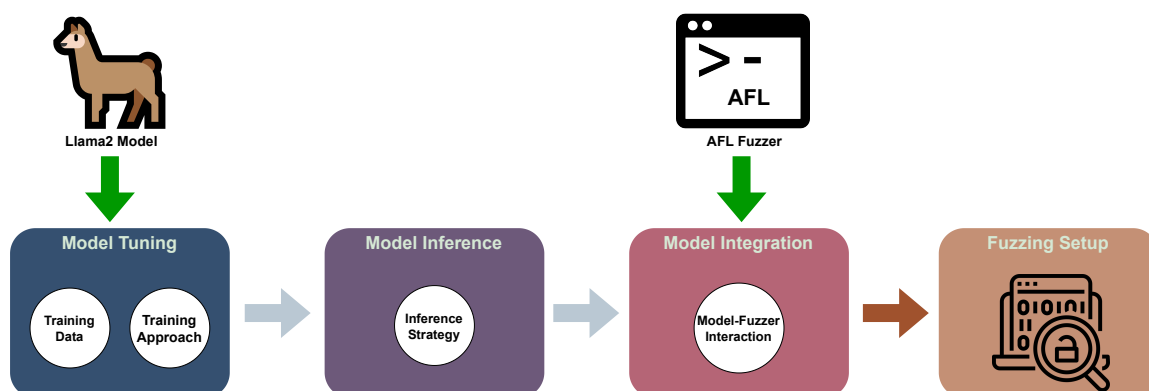 >-
AFL
Llama2 Model
AFL Fuzzer
Model Tuning
Training
Data
Training
Approach
Model Inference
Inference
Strategy
Model Integration
Model-Fuzzer
Interaction
Fuzzing Setup
010101